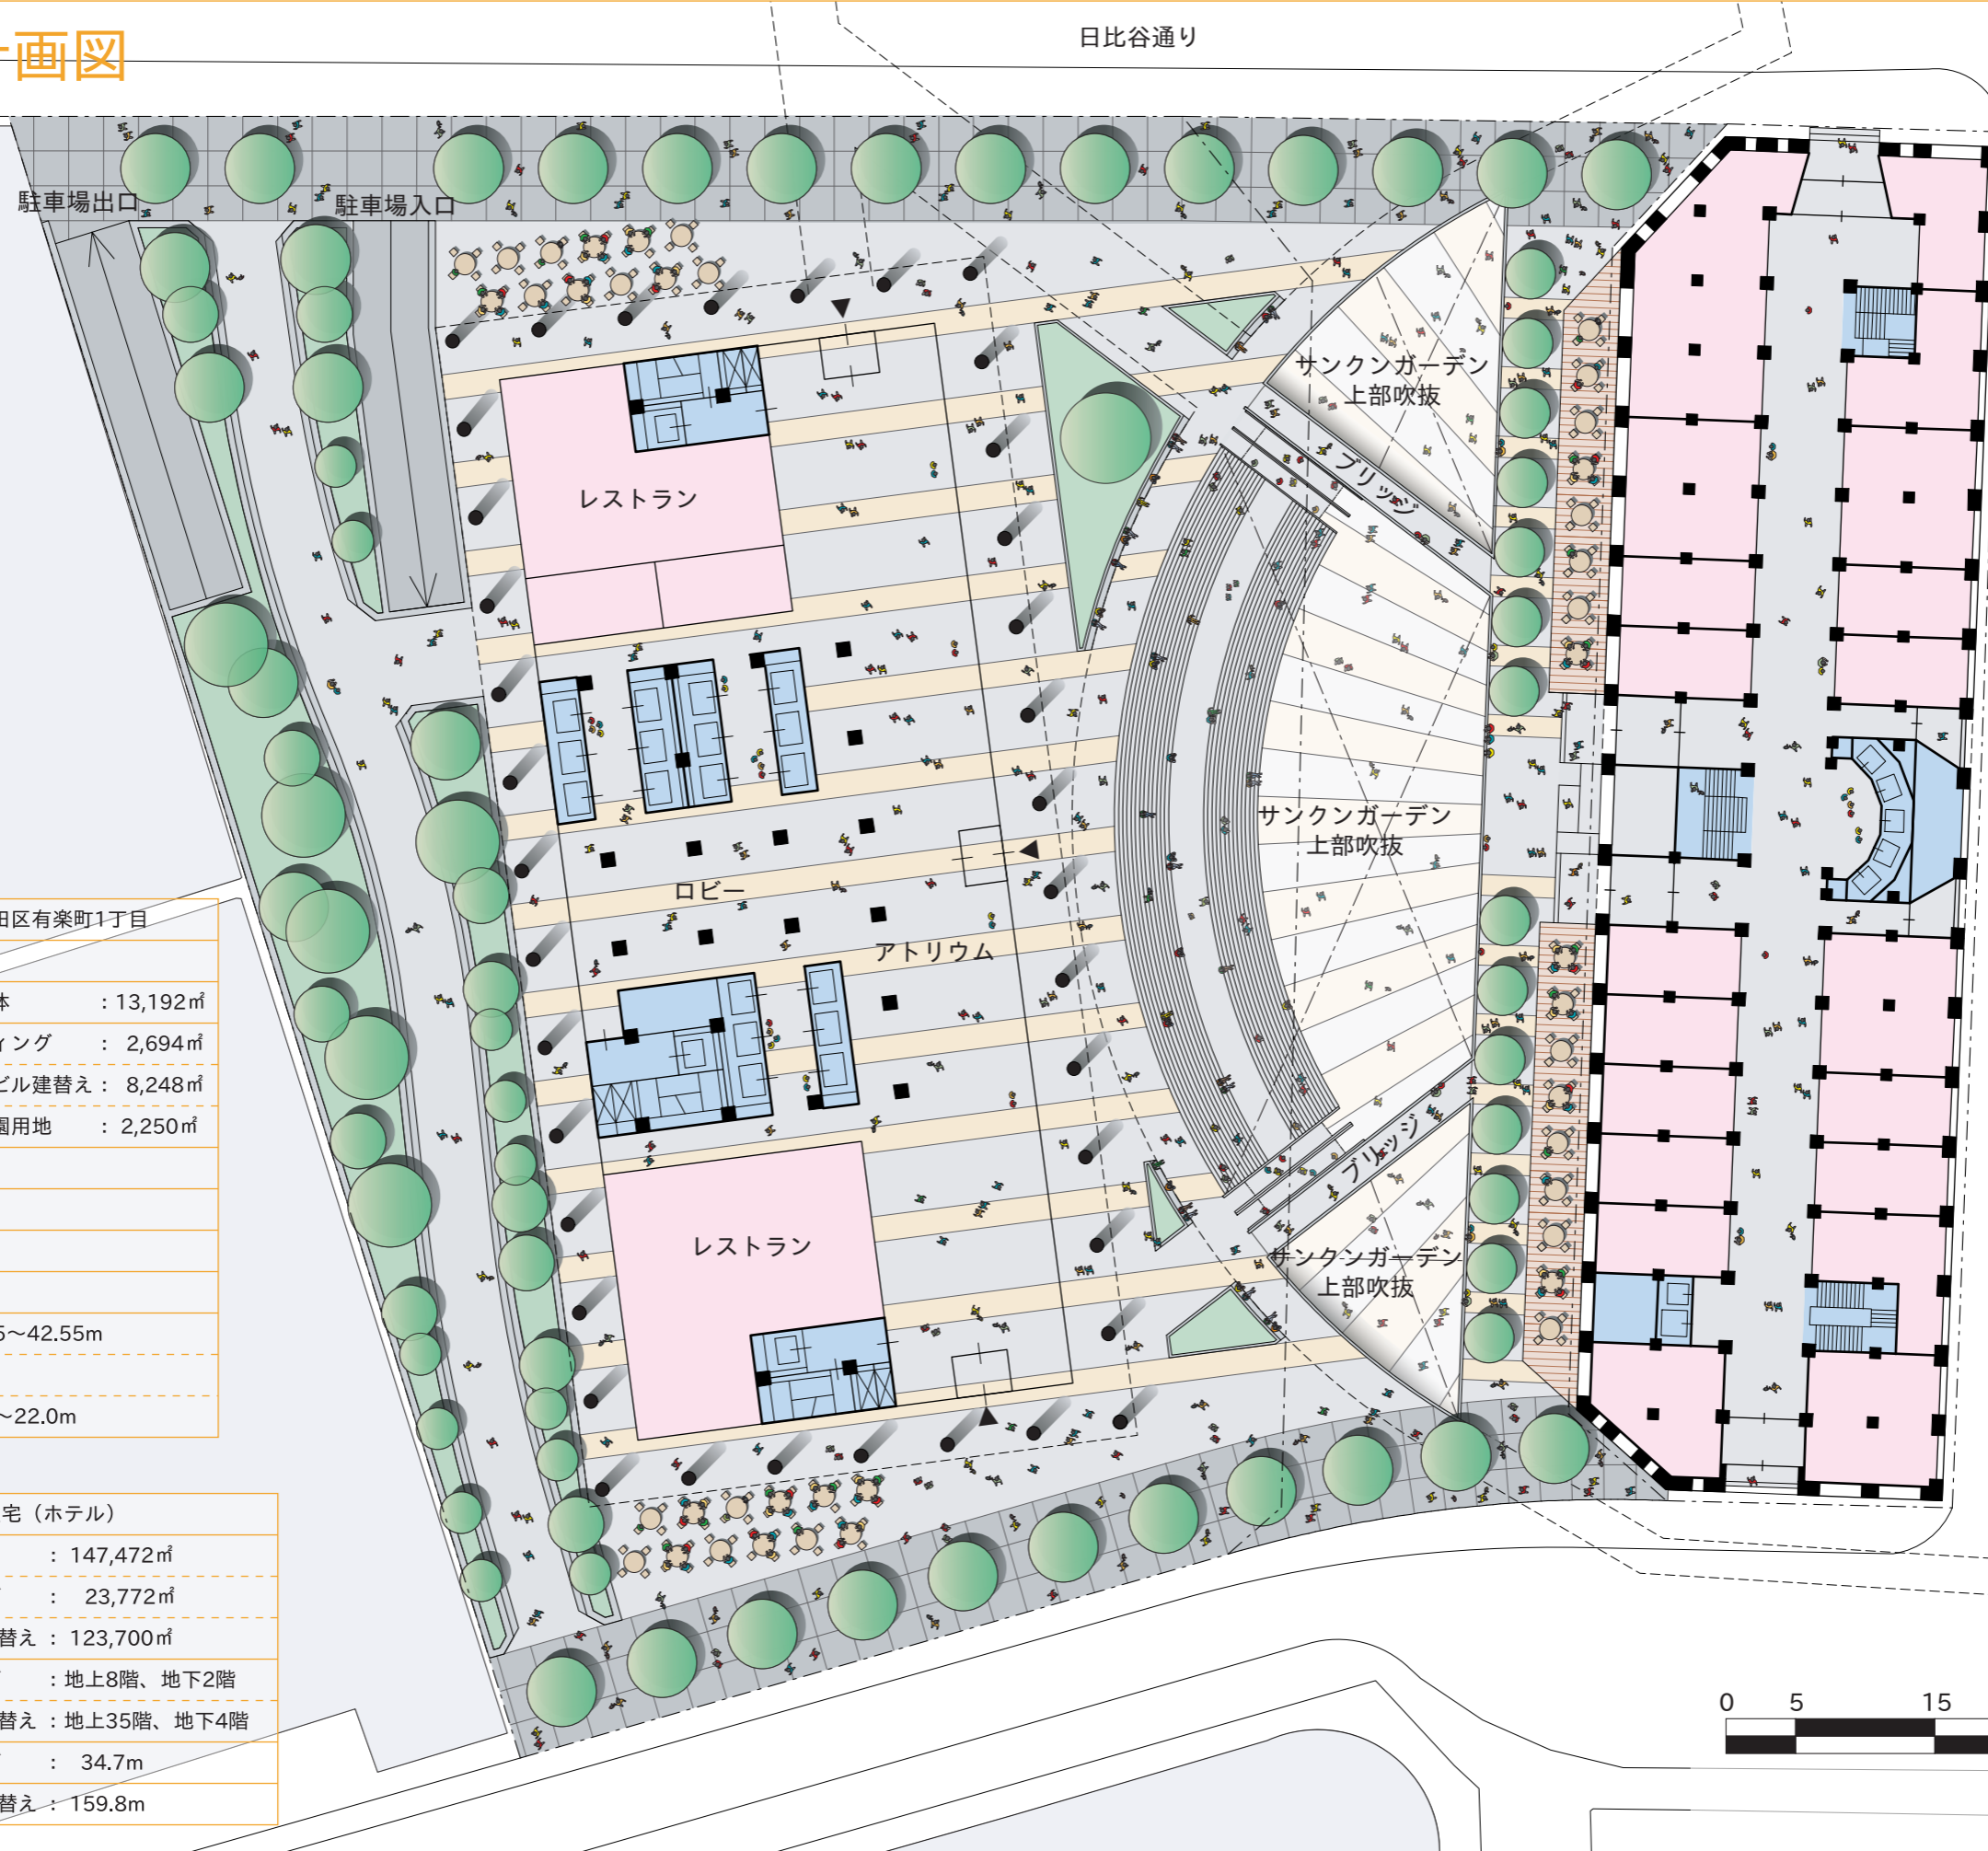 画図
日比谷通り
駐車場出口
駐車場入口
サンクンガーデン
上部吹抜
ブリッジ
レストラン
サンクンガーデン
上部吹抜
ロビー
アトリウム
ブリッジ
レストラン
サンクンガーデン
上部吹抜
田区有楽町1丁目
体 : 13,192㎡
ィング : 2,694㎡
ビル建替え : 8,248㎡
園用地 : 2,250㎡
5〜42.55m
〜22.0m
宅（ホテル）
: 147,472㎡
: 23,772㎡
替え : 123,700㎡
: 地上8階、地下2階
替え : 地上35階、地下4階
: 34.7m
替え : 159.8m
0 5 15